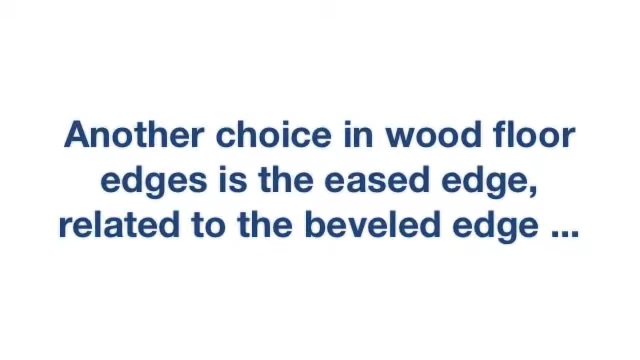 Another choice in wood floor
edges is the eased edge,
related to the beveled edge ...